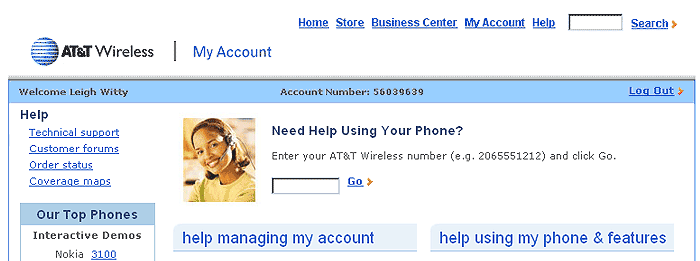 Home Store Business Center My Account Help Search
AT&T Wireless | My Account
Welcome Leigh Witty Account Number: 56039639 Log Out
Help
Technical support
Customer forums
Order status
Coverage maps
Need Help Using Your Phone?
Enter your AT&T Wireless number (e.g. 2065551212) and click Go.
Go
Our Top Phones
Interactive Demos
Nokia 3100
help managing my account
help using my phone & features